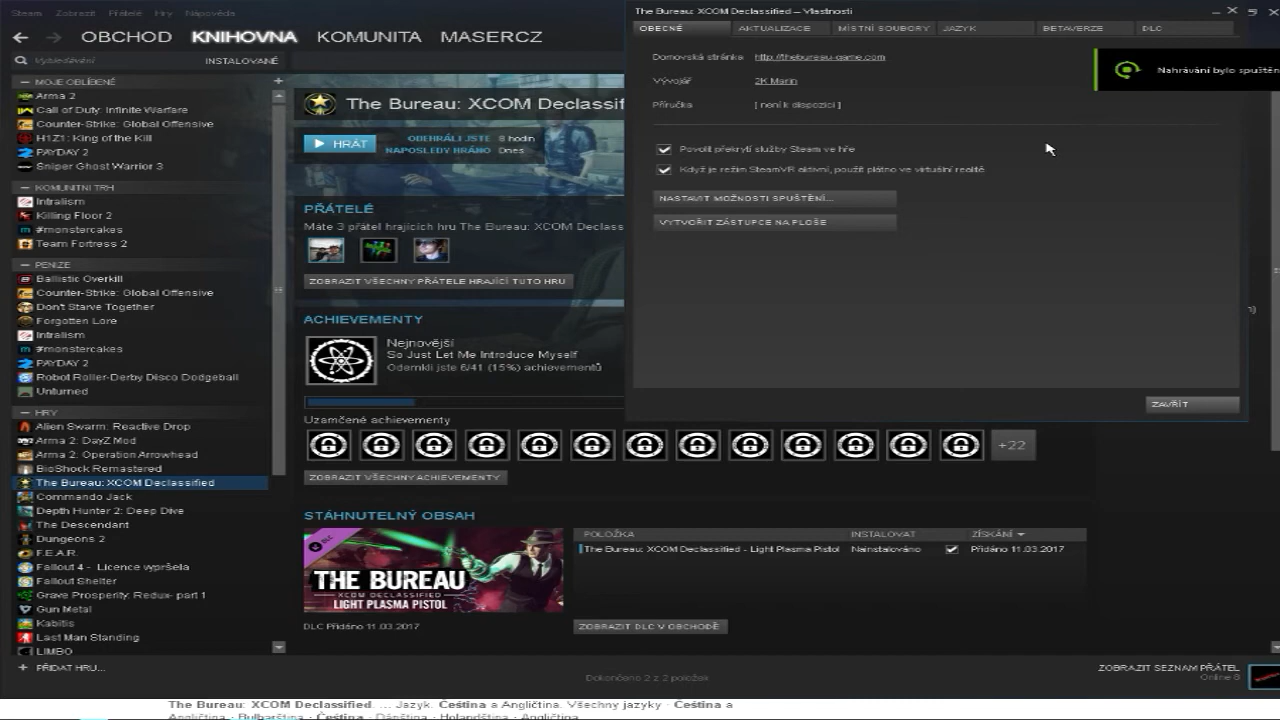 Steam Zobrazit Přátelé Hry Nápověda
OBCHOD KNIHOVNA KOMUNITA MASERCZ
Vyhledávání INSTALOVANÉ
— MOJE OBLÍBENÉ +
Arma 2
Call of Duty: Infinite Warfare
Counter-Strike: Global Offensive
H1Z1: King of the Kill
PAYDAY 2
Sniper Ghost Warrior 3
— KOMUNITNI TRH
Intralism
Killing Floor 2
#monstercakes
Team Fortress 2
— PENIZE
Ballistic Overkill
Counter-Strike: Global Offensive
Don't Starve Together
Forgotten Lore
Intralism
#monstercakes
PAYDAY 2
Robot Roller-Derby Disco Dodgeball
Unturned
— HRY
Alien Swarm: Reactive Drop
Arma 2: DayZ Mod
Arma 2: Operation Arrowhead
BioShock Remastered
The Bureau: XCOM Declassified
Commando Jack
Depth Hunter 2: Deep Dive
The Descendant
Dungeons 2
F.E.A.R.
Fallout 4 - Licence vypršela
Fallout Shelter
Grave Prosperity: Redux- part 1
Gun Metal
Kabitis
Last Man Standing
LIMBO
+ PŘIDAT HRU...
The Bureau: XCOM Declassif
HRÁT
ODEHRÁLI JSTE 8 hodin
NAPOSLEDY HRÁNO Dnes
PŘÁTELÉ
Máte 3 přátel hrajících hru The Bureau: XCOM Declass
ZOBRAZIT VŠECHNY PŘÁTELE HRAJÍCÍ TUTO HRU
ACHIEVEMENTY
Nejnovější
So Just Let Me Introduce Myself
Odemkli jste 6/41 (15%) achievementů
Uzamčené achievementy
+22
ZOBRAZIT VŠECHNY ACHIEVEMENTY
STÁHNUTELNÝ OBSAH
DLC
THE BUREAU
XCOM DECLASSIFIED
LIGHT PLASMA PISTOL
DLC Přidáno 11.03.2017
POLOŽKA INSTALOVAT ZÍSKÁNÍ
The Bureau: XCOM Declassified - Light Plasma Pistol Nainstalováno Přidáno 11.03.2017
ZOBRAZIT DLC V OBCHODĚ
Dokončeno 2 z 2 položek
ZOBRAZIT SEZNAM PŘÁTEL
Online 6
The Bureau: XCOM Declassified – Vlastnosti
OBECNÉ AKTUALIZACE MÍSTNÍ SOUBORY JAZYK BETAVERZE DLC
Domovská stránka http://thebureau-game.com
Vývojář 2K Marin
Příručka [ není k dispozici ]
Povolit překrytí služby Steam ve hře
Když je režim SteamVR aktivní, použít plátno ve virtuální realitě
NASTAVIT MOŽNOSTI SPUŠTĚNÍ...
VYTVOŘIT ZÁSTUPCE NA PLOŠE
ZAVŘÍT
Nahrávání bylo spuštěn
The Bureau: XCOM Declassified. ... Jazyk. Čeština a Angličtina. Všechny jazyky · Čeština a
Angličtina · Bulharština · Čeština · Dánština · Holandština · Angličtina.